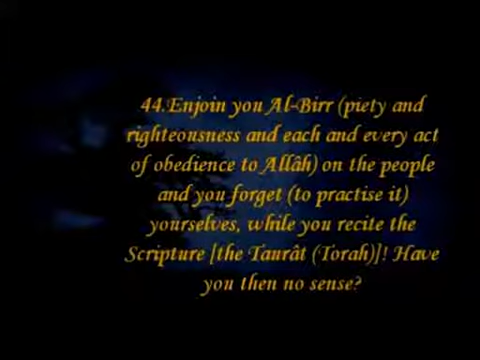 44.Enjoin you Al-Birr (piety and
righteousness and each and every act
of obedience to Allâh) on the people
and you forget (to practise it)
yourselves, while you recite the
Scripture [the Taurât (Torah)]! Have
you then no sense?